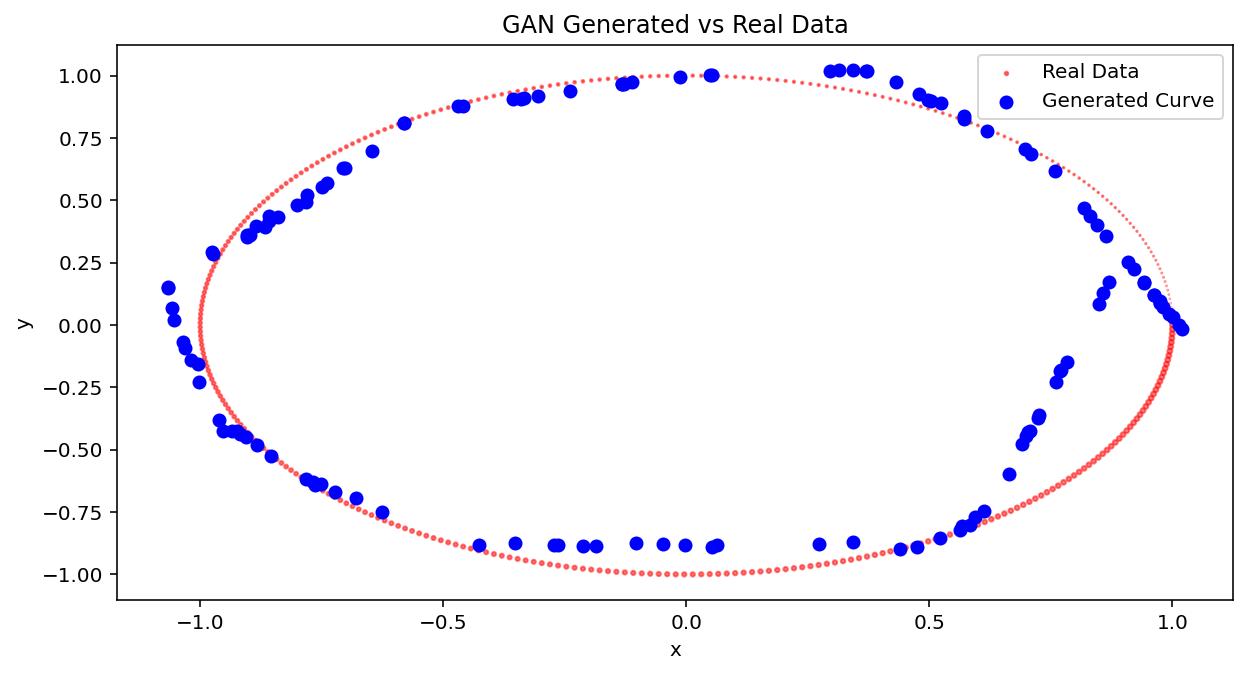 GAN Generated vs Real Data
Real Data
Generated Curve
1.00
0.75
0.50
0.25
0.00
−0.25
−0.50
−0.75
−1.00
y
−1.0 −0.5 0.0 0.5 1.0
x